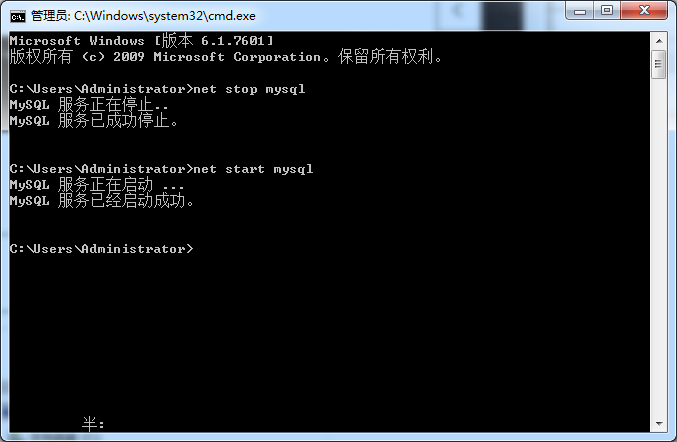 管理员: C:\Windows\system32\cmd.exe
Microsoft Windows [版本 6.1.7601]
版权所有 (c) 2009 Microsoft Corporation。保留所有权利。
C:\Users\Administrator>net stop mysql
MySQL 服务正在停止..
MySQL 服务已成功停止。
C:\Users\Administrator>net start mysql
MySQL 服务正在启动 ...
MySQL 服务已经启动成功。
C:\Users\Administrator>
半: